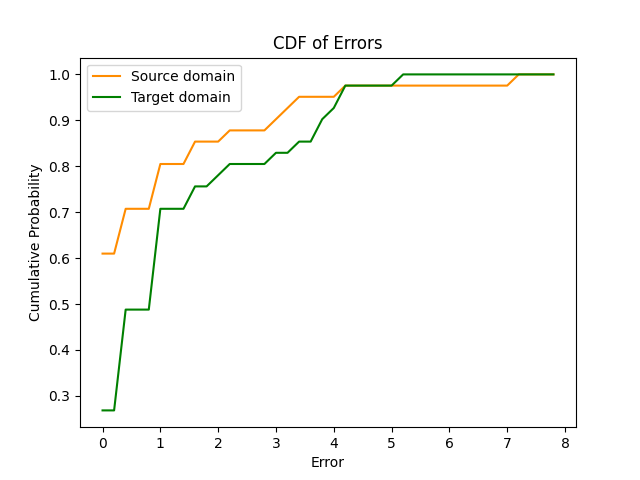 CDF of Errors
Source domain
Target domain
Cumulative Probability
1.0
0.9
0.8
0.7
0.6
0.5
0.4
0.3
0 1 2 3 4 5 6 7 8
Error